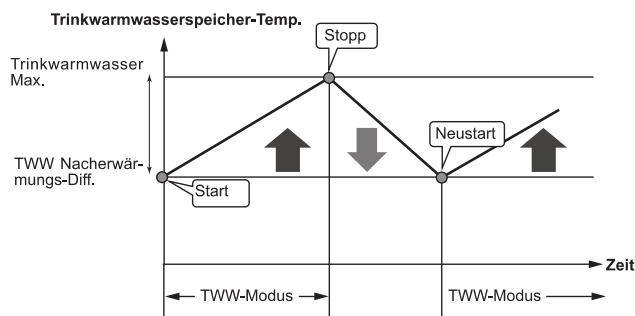 Trinkwarmwasserspeicher-Temp.
Stopp
Trinkwarmwasser
Max.
Neustart
TWW Nacherwär-
mungs-Diff.
Start
Zeit
TWW-Modus
TWW-Modus